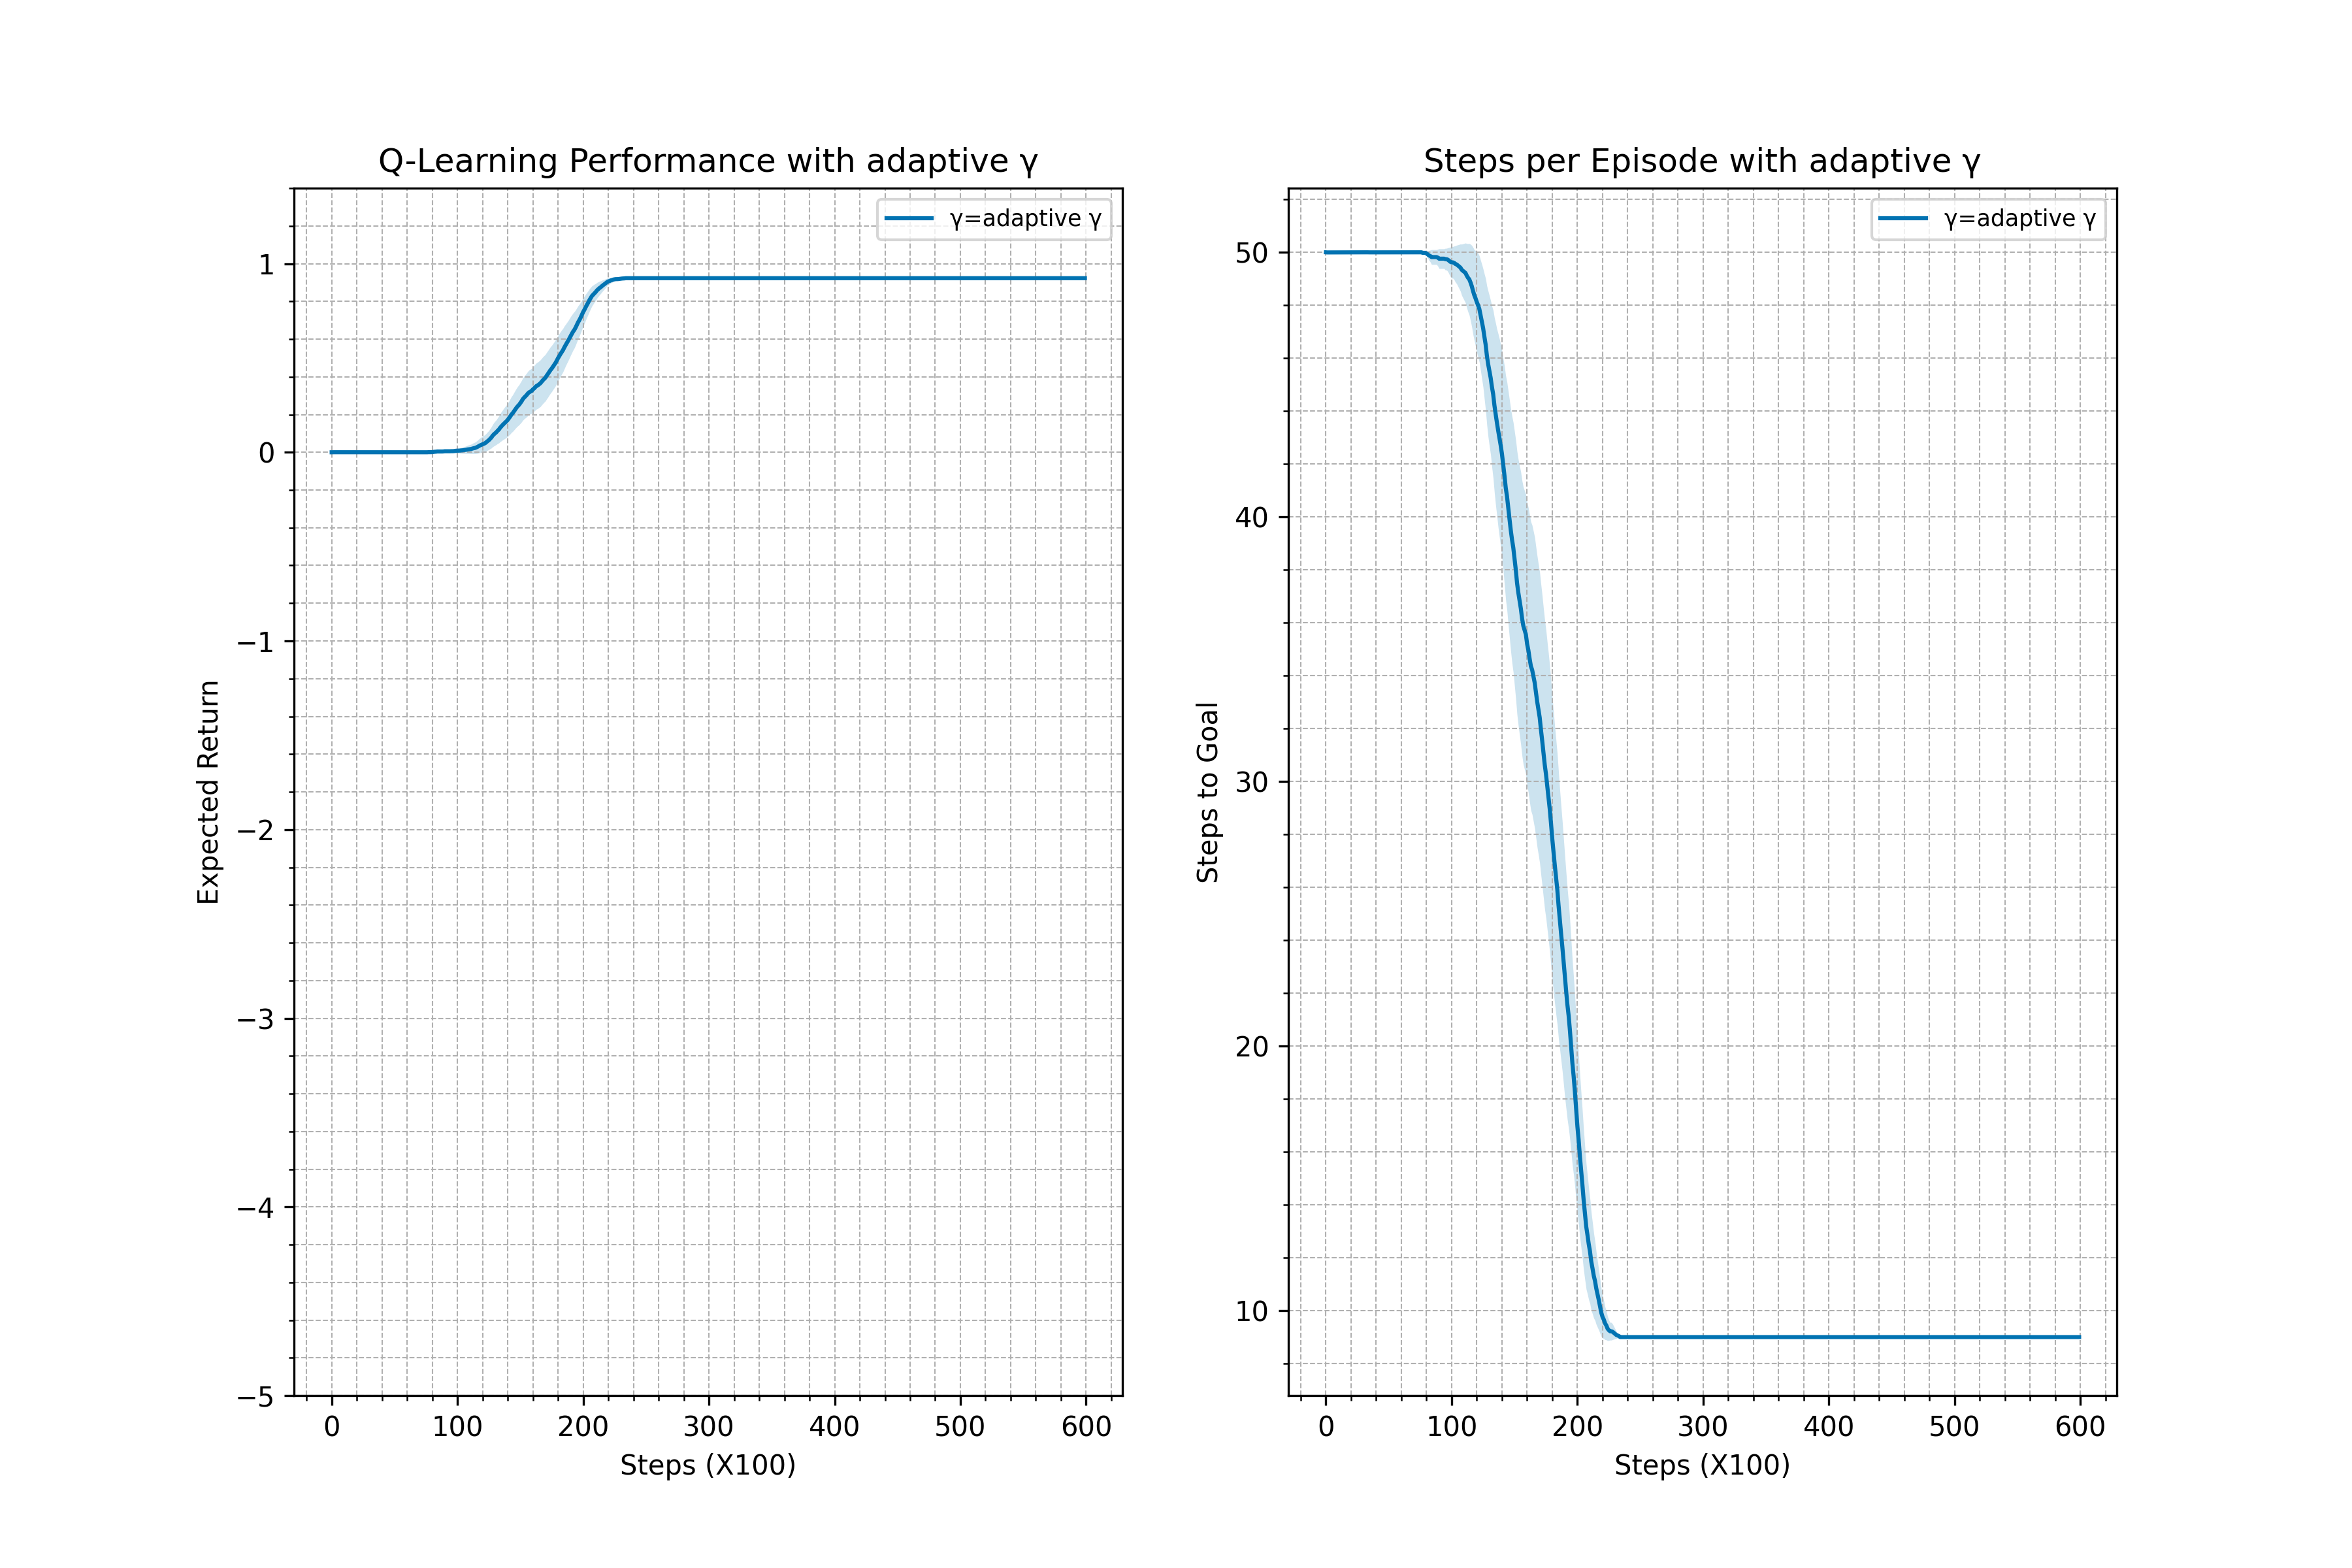 Q-Learning Performance with adaptive γ
γ=adaptive γ
1
0
−1
−2
−3
−4
−5
Expected Return
0 100 200 300 400 500 600
Steps (X100)
Steps per Episode with adaptive γ
γ=adaptive γ
50
40
30
20
10
Steps to Goal
0 100 200 300 400 500 600
Steps (X100)